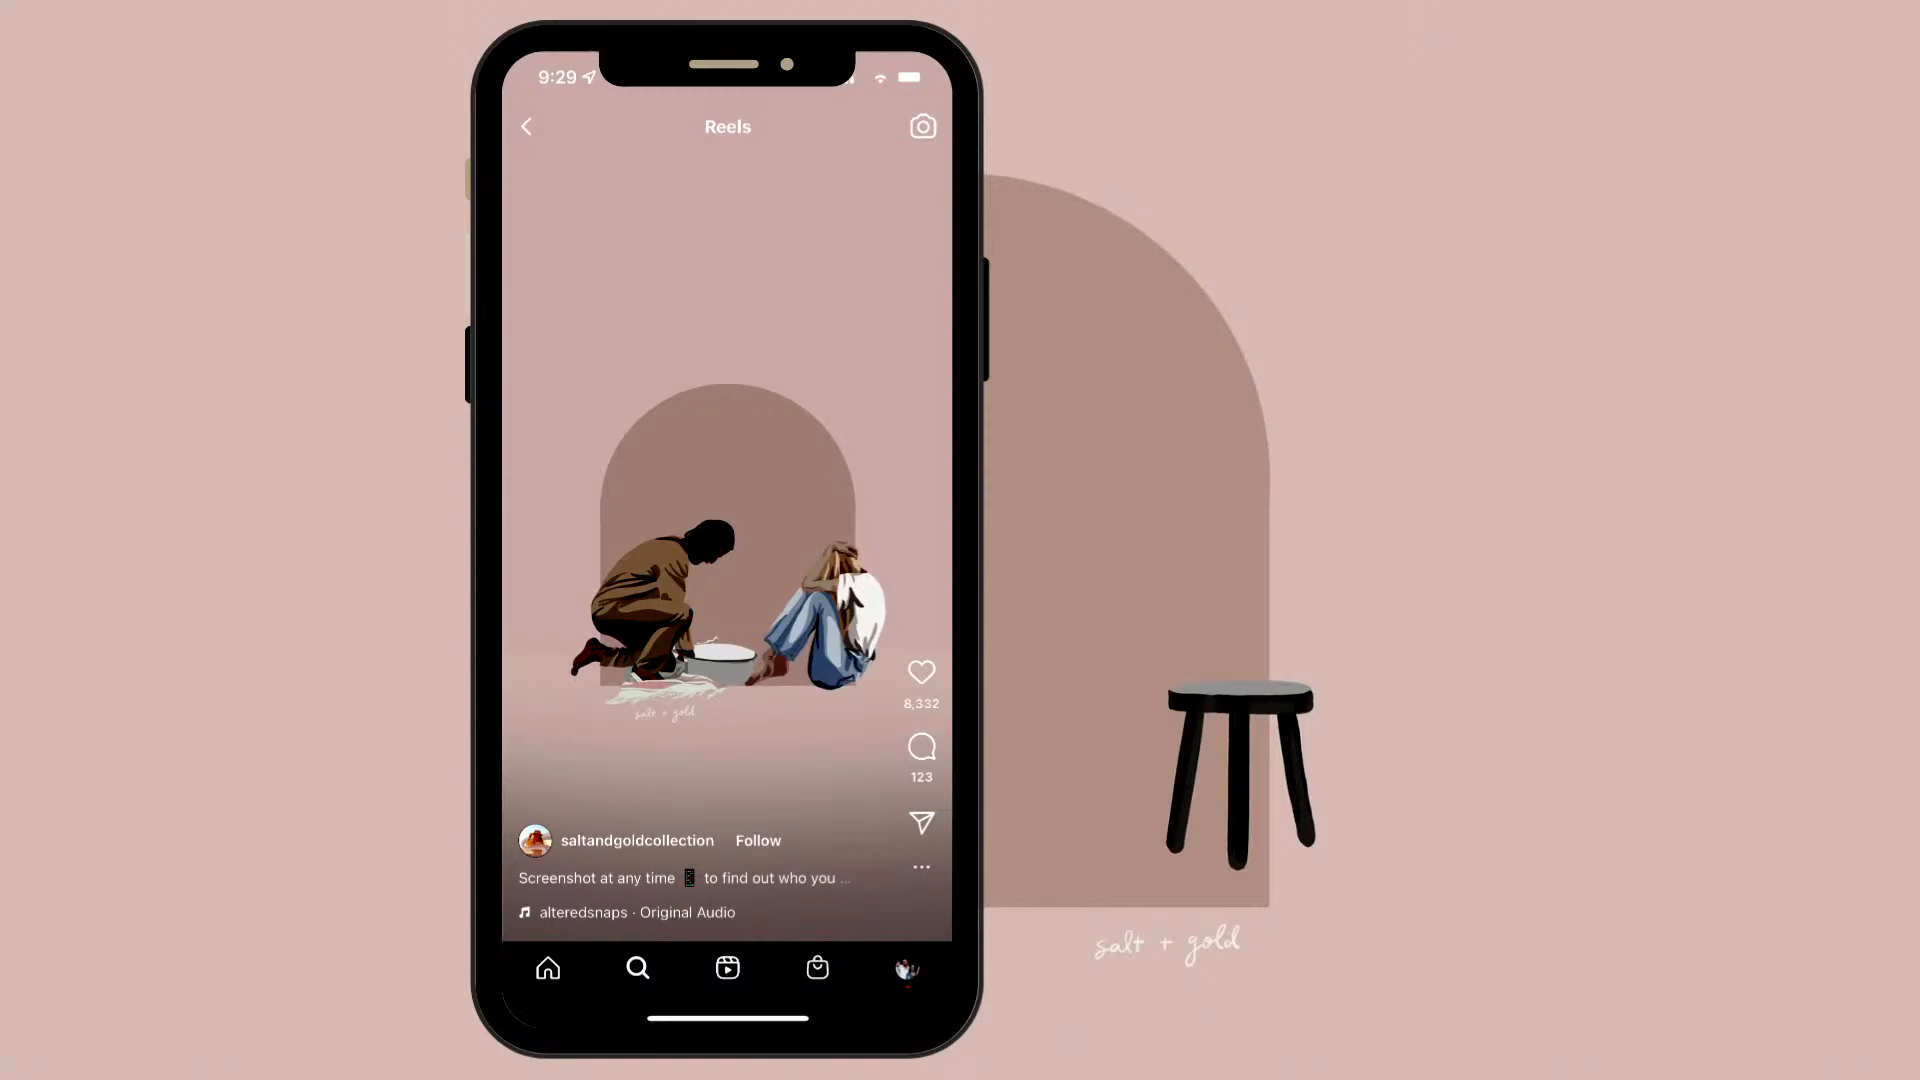 9:29
Reels
salt + gold
8,332
123
saltandgoldcollection Follow
Screenshot at any time 📱 to find out who you ...
alteredsnaps · Original Audio
salt + gold